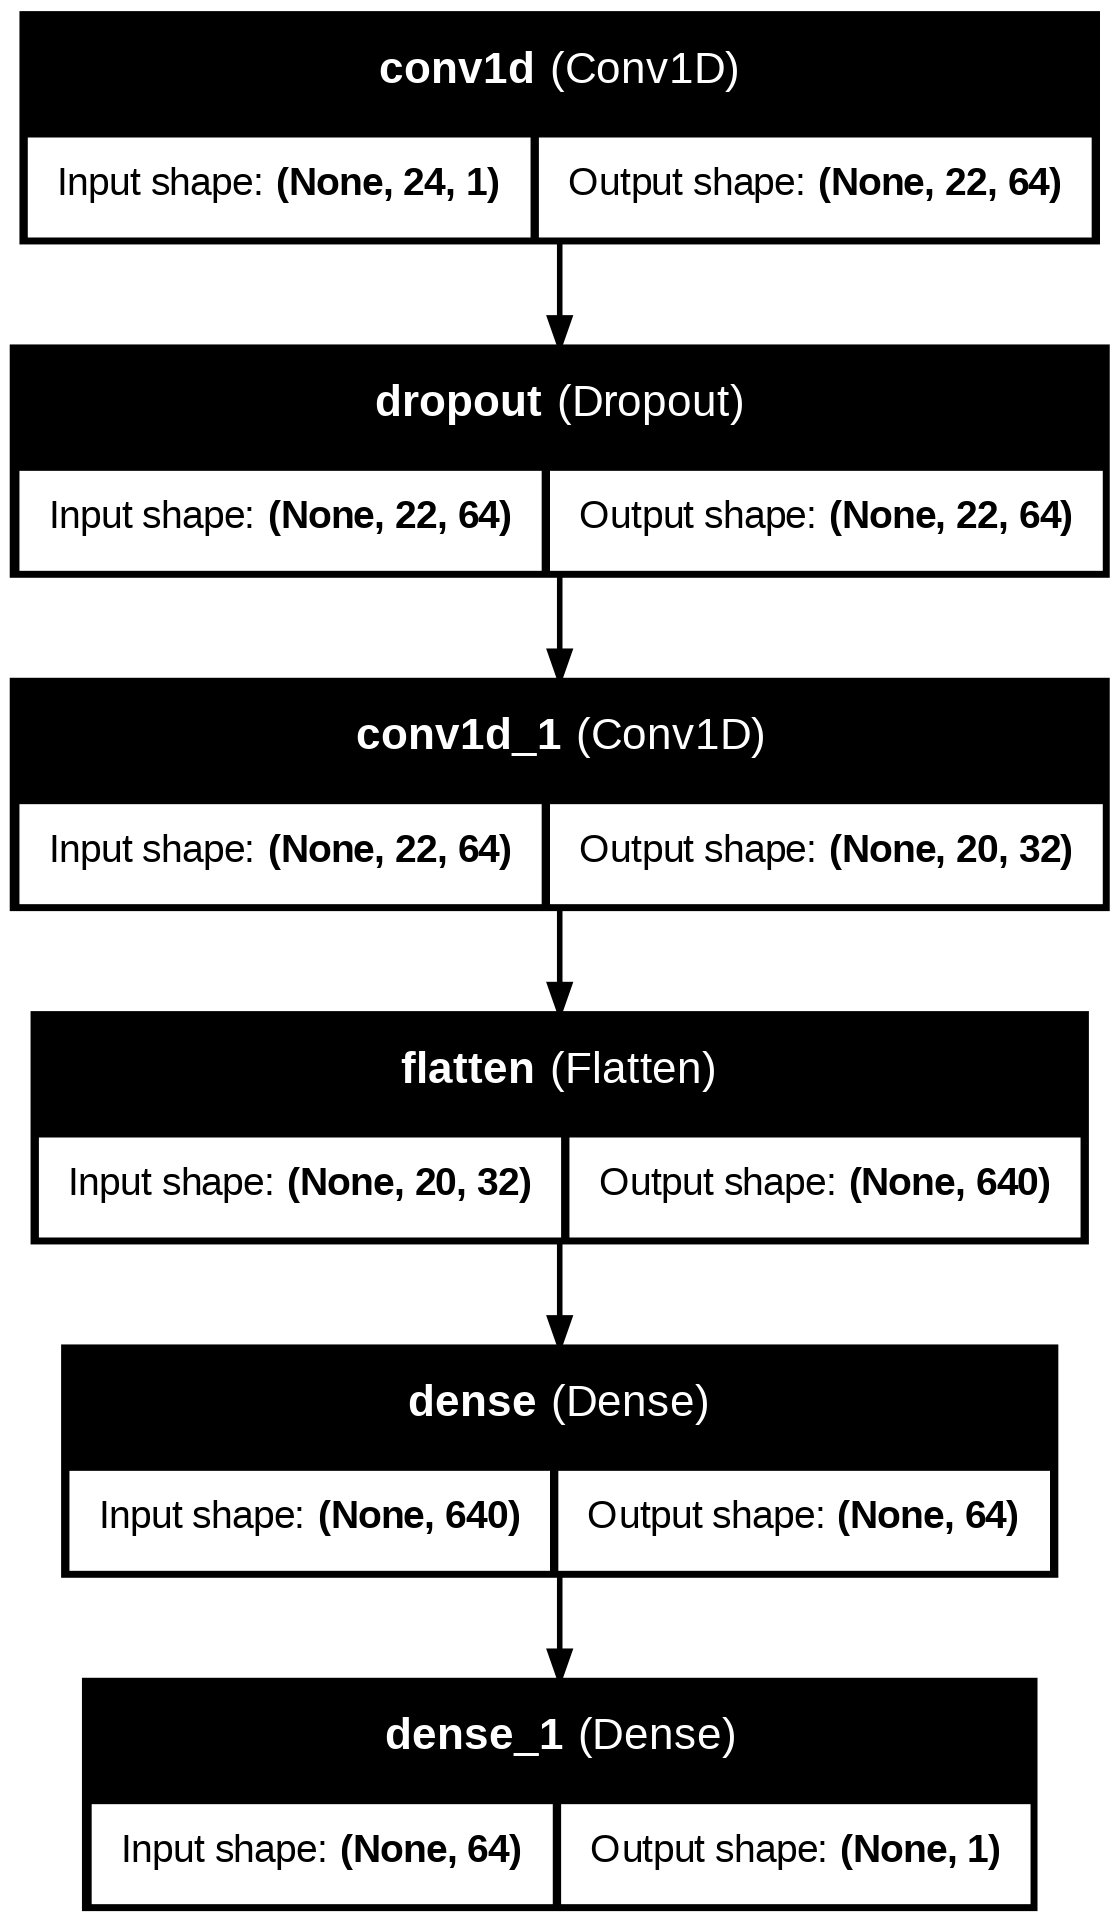 conv1d (Conv1D)
Input shape: (None, 24, 1) Output shape: (None, 22, 64)
dropout (Dropout)
Input shape: (None, 22, 64) Output shape: (None, 22, 64)
conv1d_1 (Conv1D)
Input shape: (None, 22, 64) Output shape: (None, 20, 32)
flatten (Flatten)
Input shape: (None, 20, 32) Output shape: (None, 640)
dense (Dense)
Input shape: (None, 640) Output shape: (None, 64)
dense_1 (Dense)
Input shape: (None, 64) Output shape: (None, 1)